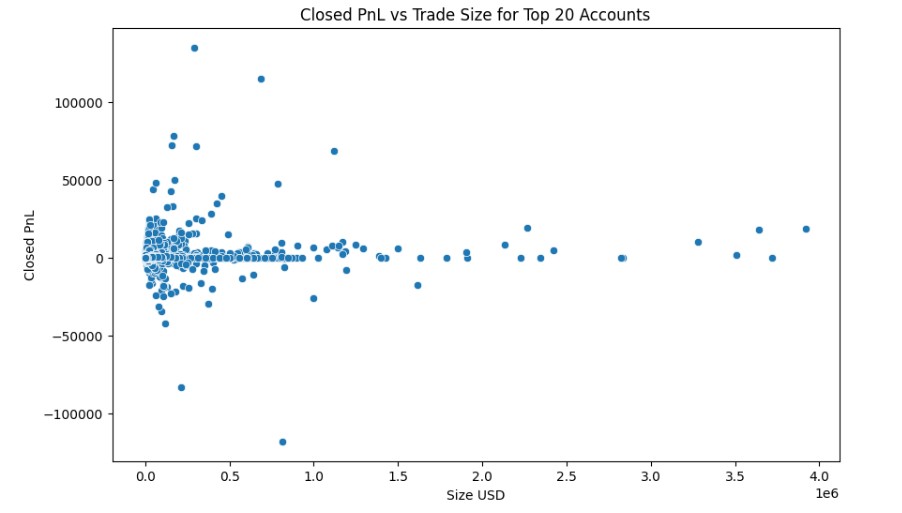 Closed PnL vs Trade Size for Top 20 Accounts
Closed PnL
100000
50000
0
−50000
−100000
0.0 0.5 1.0 1.5 2.0 2.5 3.0 3.5 4.0
1e6
Size USD